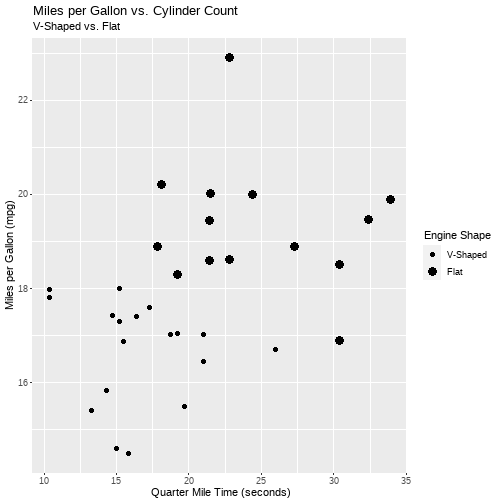 Miles per Gallon vs. Cylinder Count
V-Shaped vs. Flat
22
20
18
16
Miles per Gallon (mpg)
10
15
20
25
30
35
Quarter Mile Time (seconds)
Engine Shape
V-Shaped
Flat